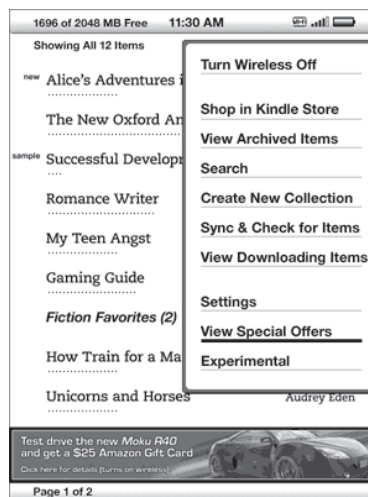 1696 of 2048 MB Free 11:30 AM
Showing All 12 Items
new Alice's Adventures i
The New Oxford An
sample Successful Develop
Romance Writer
My Teen Angst
Gaming Guide
Fiction Favorites (2)
How Train for a Ma
Unicorns and Horses Audrey Eden
Turn Wireless Off
Shop in Kindle Store
View Archived Items
Search
Create New Collection
Sync & Check for Items
View Downloading Items
Settings
View Special Offers
Experimental
Test drive the new Moku R40
and get a $25 Amazon Gift Card
Click here for details (turns on wireless)
Page 1 of 2